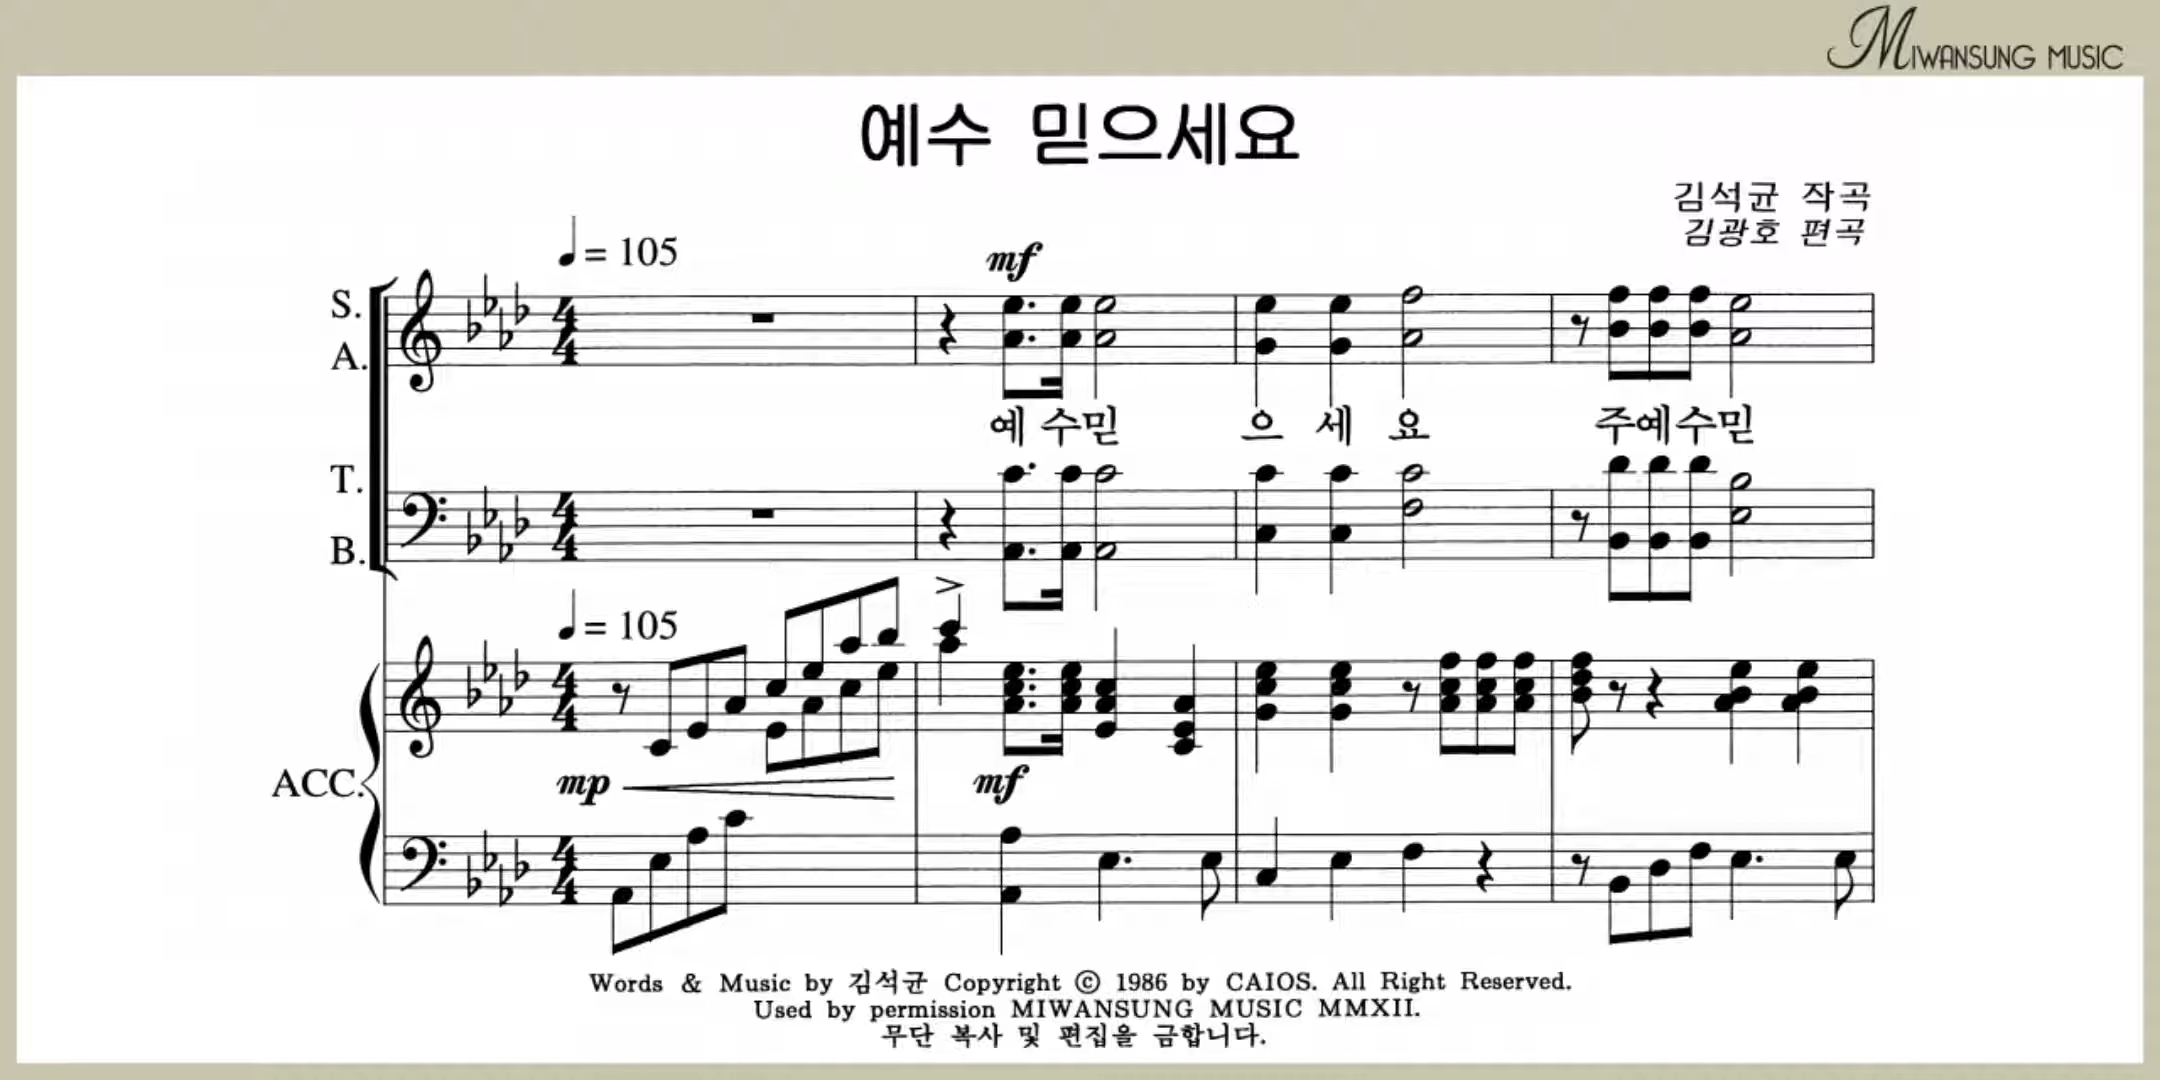 MIWANSUNG MUSIC
예수 믿으세요
김석균 작곡
김광호 편곡
= 105
mf
S.
A.
예 수믿 으 세 요 주예수믿
T.
B.
= 105
ACC.
mp mf
Words & Music by 김석균 Copyright © 1986 by CAIOS. All Right Reserved.
Used by permission MIWANSUNG MUSIC MMXII.
무단 복사 및 편집을 금합니다.